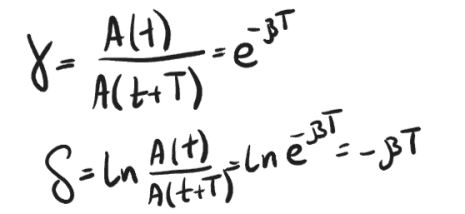 γ = A(t) / A(t+T) = e^{-βT}
δ = ln A(t) / A(t+T) = ln e^{-βT} = -βT